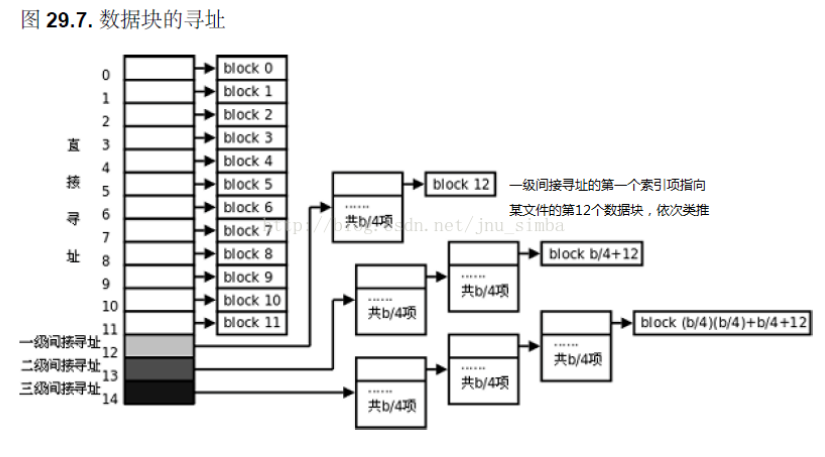 图 29.7. 数据块的寻址
0
1
2
3
4
5
6
7
8
9
10
11
12
13
14
直接寻址
一级间接寻址
二级间接寻址
三级间接寻址
block 0
block 1
block 2
block 3
block 4
block 5
block 6
block 7
block 8
block 9
block 10
block 11
......
共b/4项
block 12
一级间接寻址的第一个索引项指向
某文件的第12个数据块，依次类推
......
共b/4项
......
共b/4项
block b/4+12
......
共b/4项
......
共b/4项
......
共b/4项
block (b/4)(b/4)+b/4+12
http://blog.csdn.net/jnu_simba